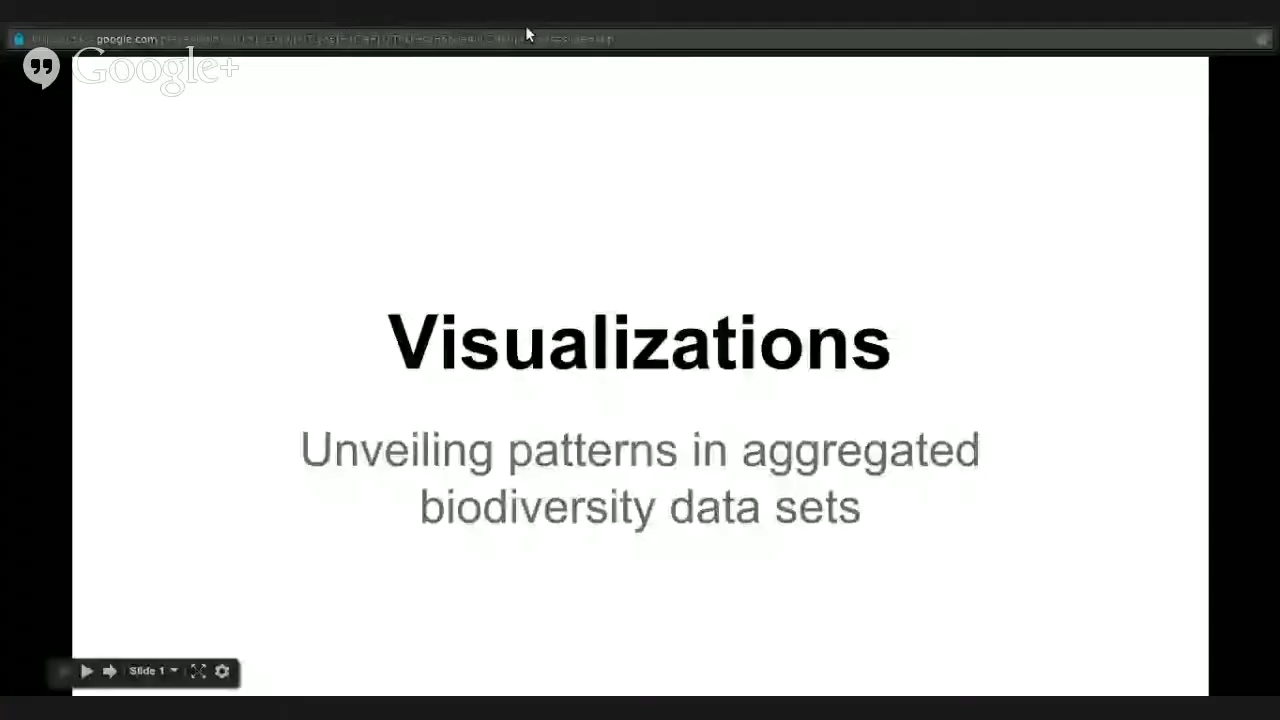 google.com
Google+
Visualizations
Unveiling patterns in aggregated
biodiversity data sets
Slide 1